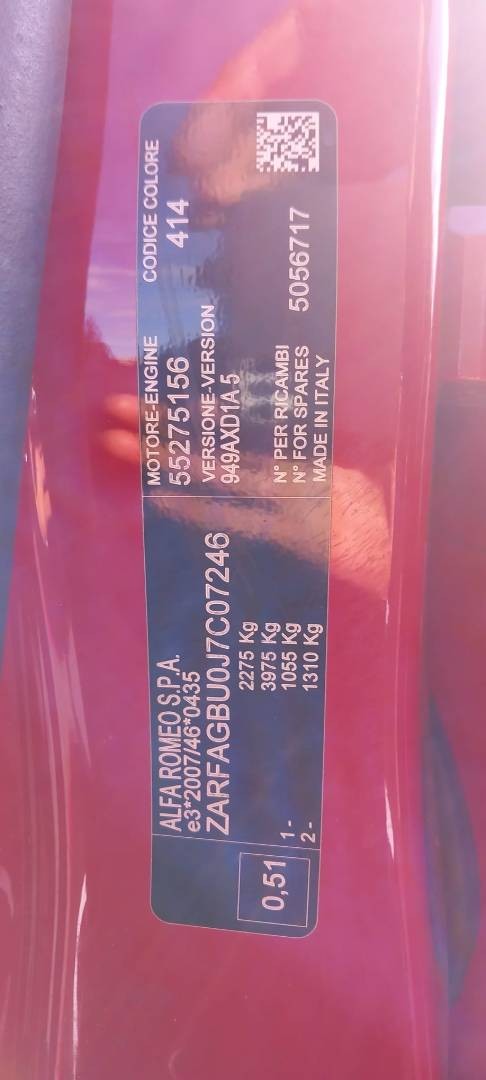 ALFA ROMEO S.P.A.
e3*2007/46*0435
ZARFAGBU0J7C07246
2275 Kg
3975 Kg
1 - 1055 Kg
2 - 1310 Kg
0,51
MOTORE-ENGINE
55275156
VERSIONE-VERSION
949AXD1A 5
N° PER RICAMBI
N° FOR SPARES 5056717
MADE IN ITALY
CODICE COLORE
414